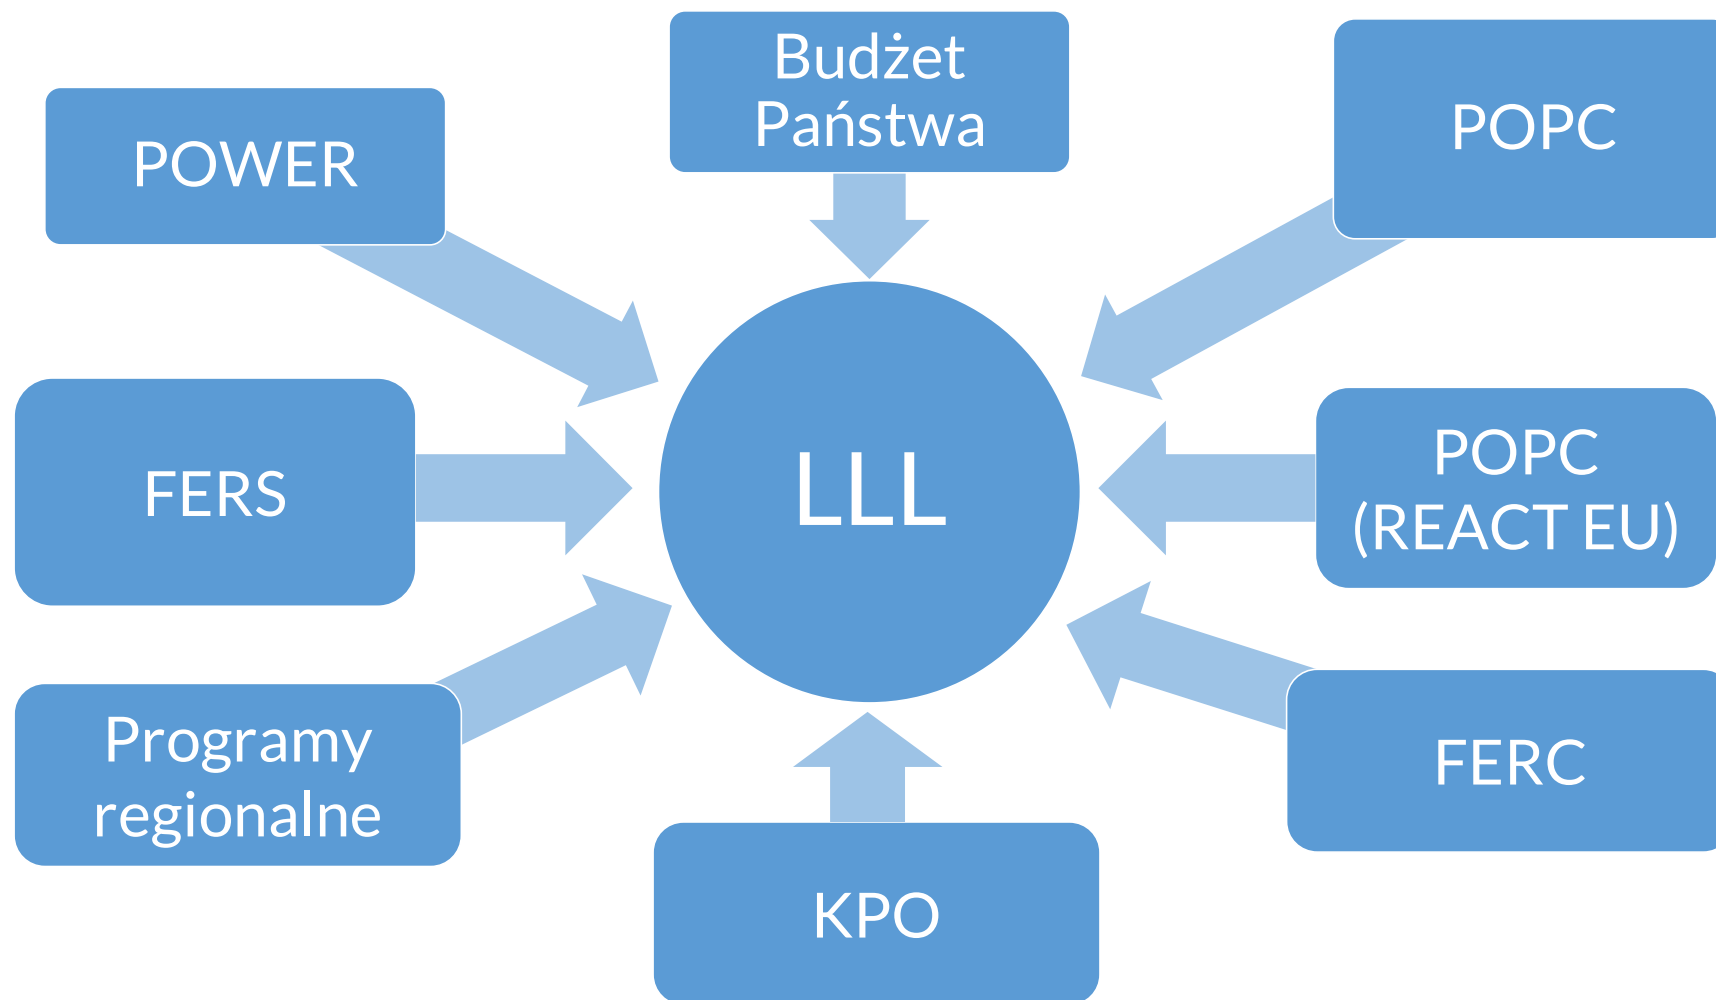 Budżet
Państwa
POPC
POWER
LLL
FERS
POPC
(REACT EU)
Programy
regionalne
FERC
KPO